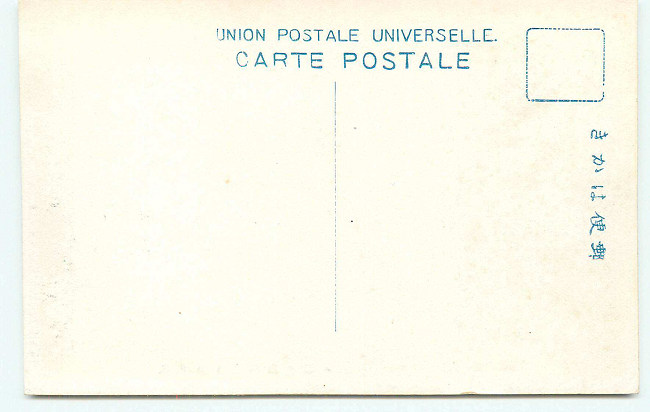 UNION POSTALE UNIVERSELLE.
CARTE POSTALE
郵便はかき